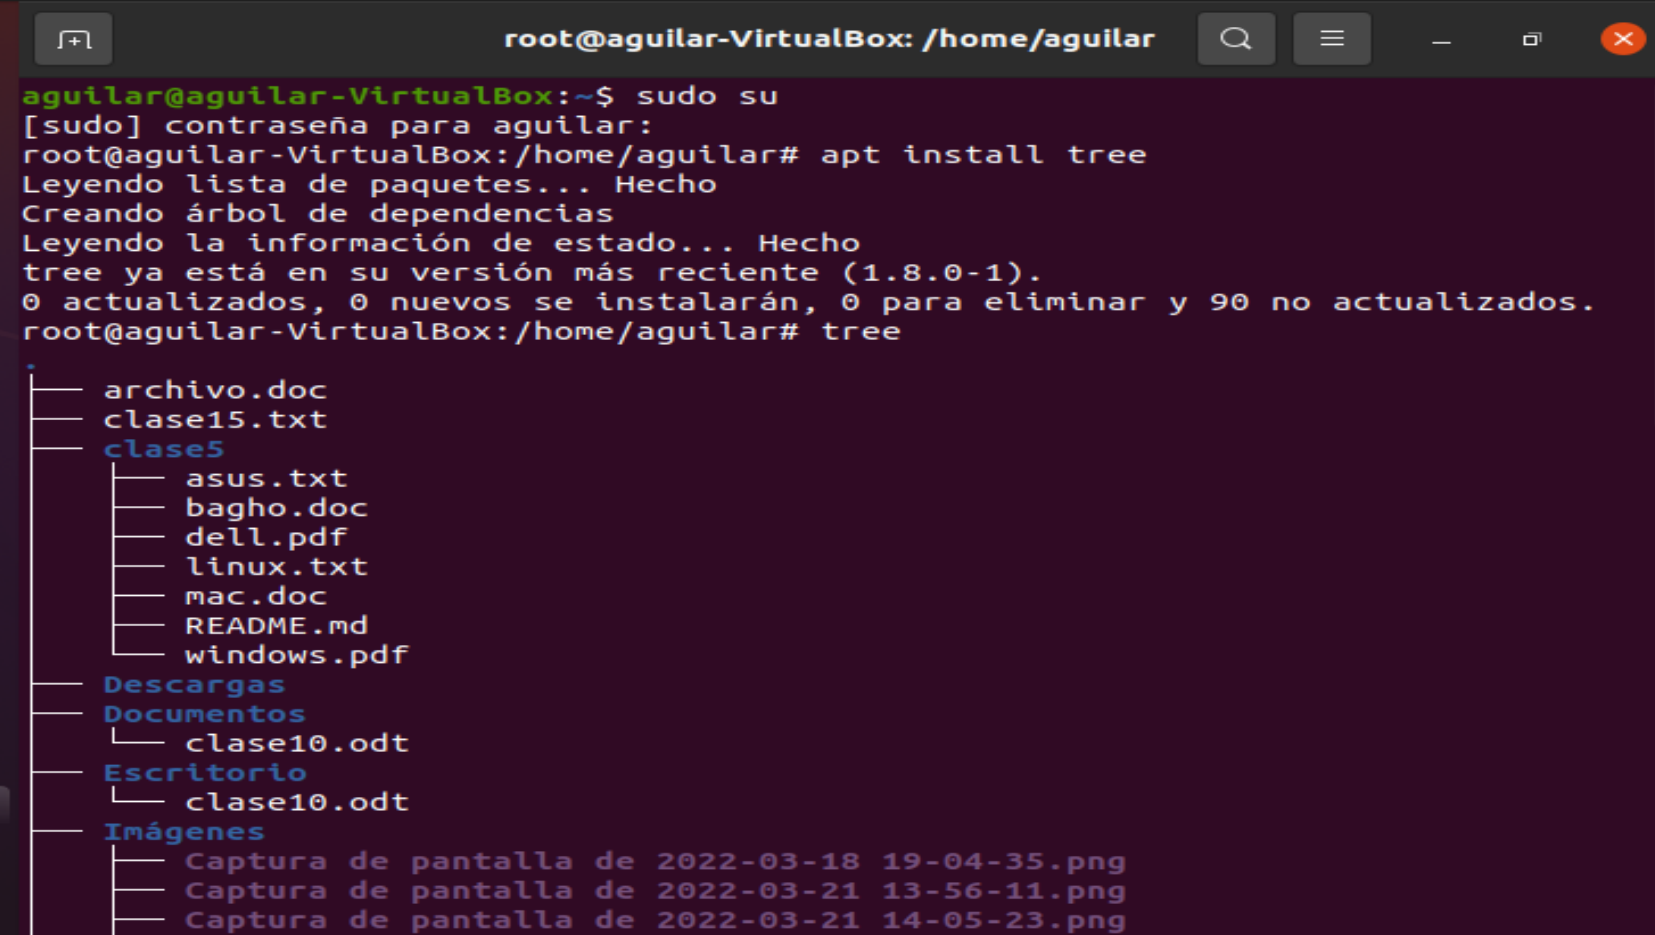 root@aguilar-VirtualBox: /home/aguilar
aguilar@aguilar-VirtualBox:~$ sudo su
[sudo] contraseña para aguilar:
root@aguilar-VirtualBox:/home/aguilar# apt install tree
Leyendo lista de paquetes... Hecho
Creando árbol de dependencias
Leyendo la información de estado... Hecho
tree ya está en su versión más reciente (1.8.0-1).
0 actualizados, 0 nuevos se instalarán, 0 para eliminar y 90 no actualizados.
root@aguilar-VirtualBox:/home/aguilar# tree
.
├── archivo.doc
├── clase15.txt
├── clase5
│   ├── asus.txt
│   ├── bagho.doc
│   ├── dell.pdf
│   ├── linux.txt
│   ├── mac.doc
│   ├── README.md
│   └── windows.pdf
├── Descargas
├── Documentos
│   └── clase10.odt
├── Escritorio
│   └── clase10.odt
├── Imágenes
│   ├── Captura de pantalla de 2022-03-18 19-04-35.png
│   ├── Captura de pantalla de 2022-03-21 13-56-11.png
│   ├── Captura de pantalla de 2022-03-21 14-05-23.png